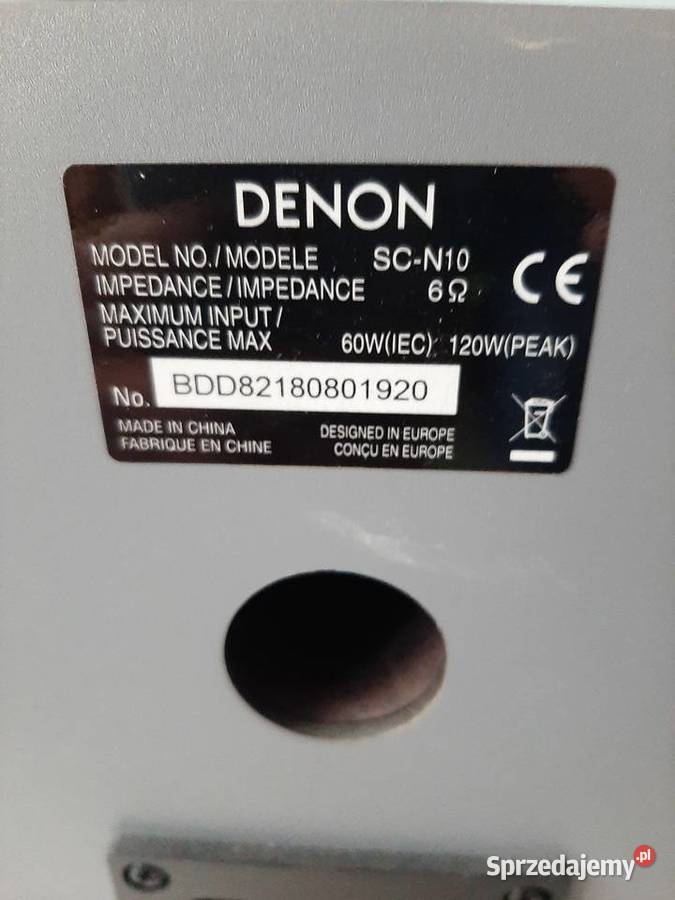 DENON
MODEL NO./MODELE SC-N10
IMPEDANCE/IMPEDANCE 6Ω
MAXIMUM INPUT/
PUISSANCE MAX 60W(IEC) 120W(PEAK)
No. BDD82180801920
MADE IN CHINA DESIGNED IN EUROPE
FABRIQUE EN CHINE CONÇU EN EUROPE
CE
Sprzedajemy.pl